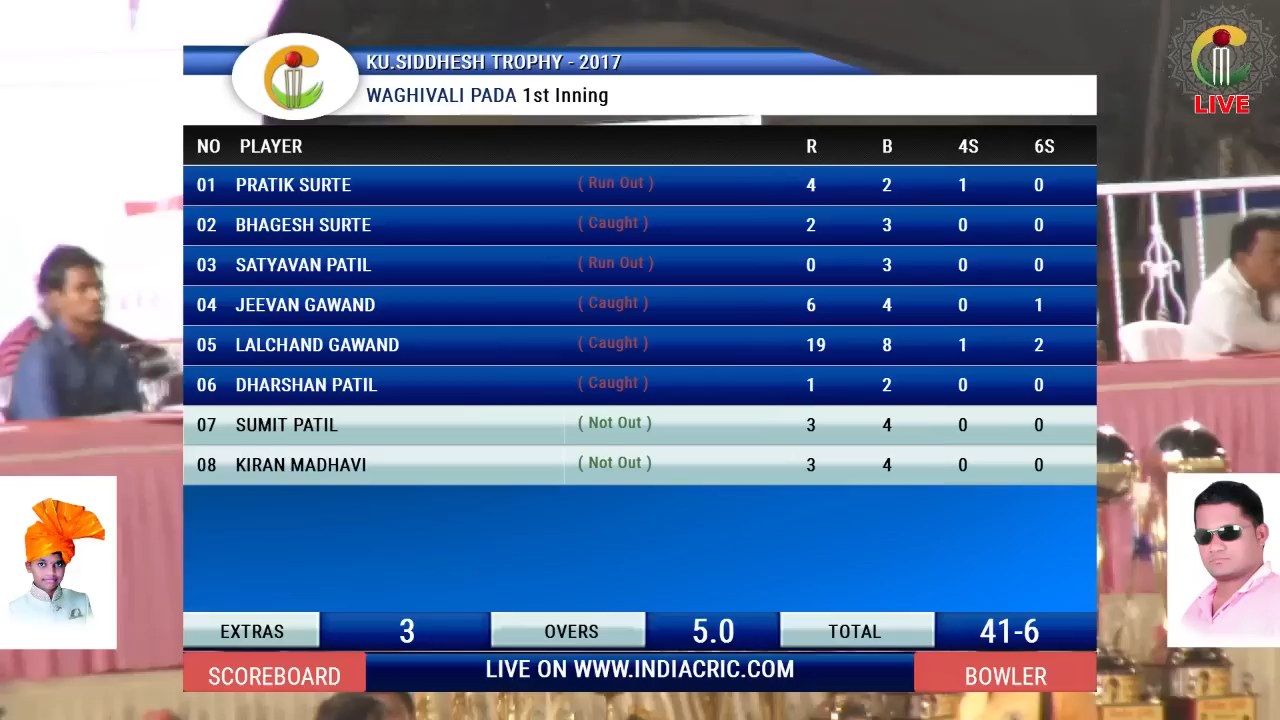 KU.SIDDHESH TROPHY - 2017
WAGHIVALI PADA 1st Inning
LIVE
NO PLAYER R B 4S 6S
01 PRATIK SURTE ( Run Out ) 4 2 1 0
02 BHAGESH SURTE ( Caught ) 2 3 0 0
03 SATYAVAN PATIL ( Run Out ) 0 3 0 0
04 JEEVAN GAWAND ( Caught ) 6 4 0 1
05 LALCHAND GAWAND ( Caught ) 19 8 1 2
06 DHARSHAN PATIL ( Caught ) 1 2 0 0
07 SUMIT PATIL ( Not Out ) 3 4 0 0
08 KIRAN MADHAVI ( Not Out ) 3 4 0 0
EXTRAS 3 OVERS 5.0 TOTAL 41-6
SCOREBOARD LIVE ON WWW.INDIACRIC.COM BOWLER